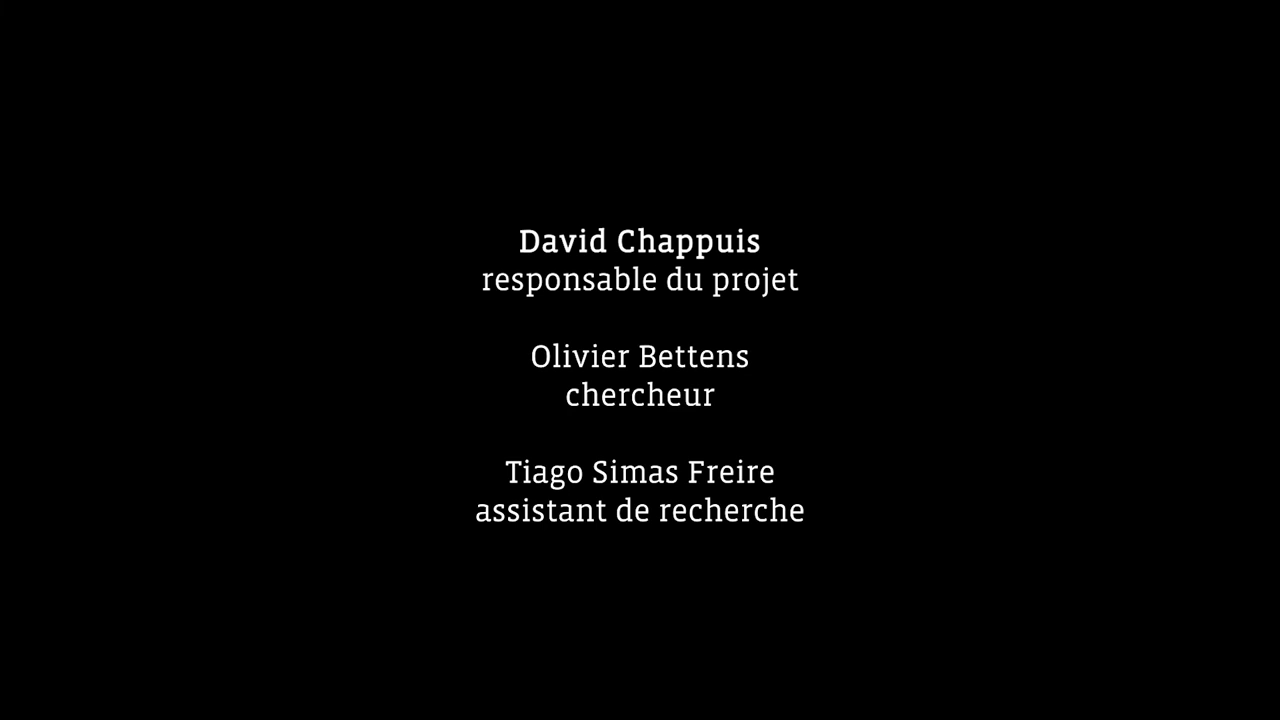 David Chappuis
responsable du projet
Olivier Bettens
chercheur
Tiago Simas Freire
assistant de recherche